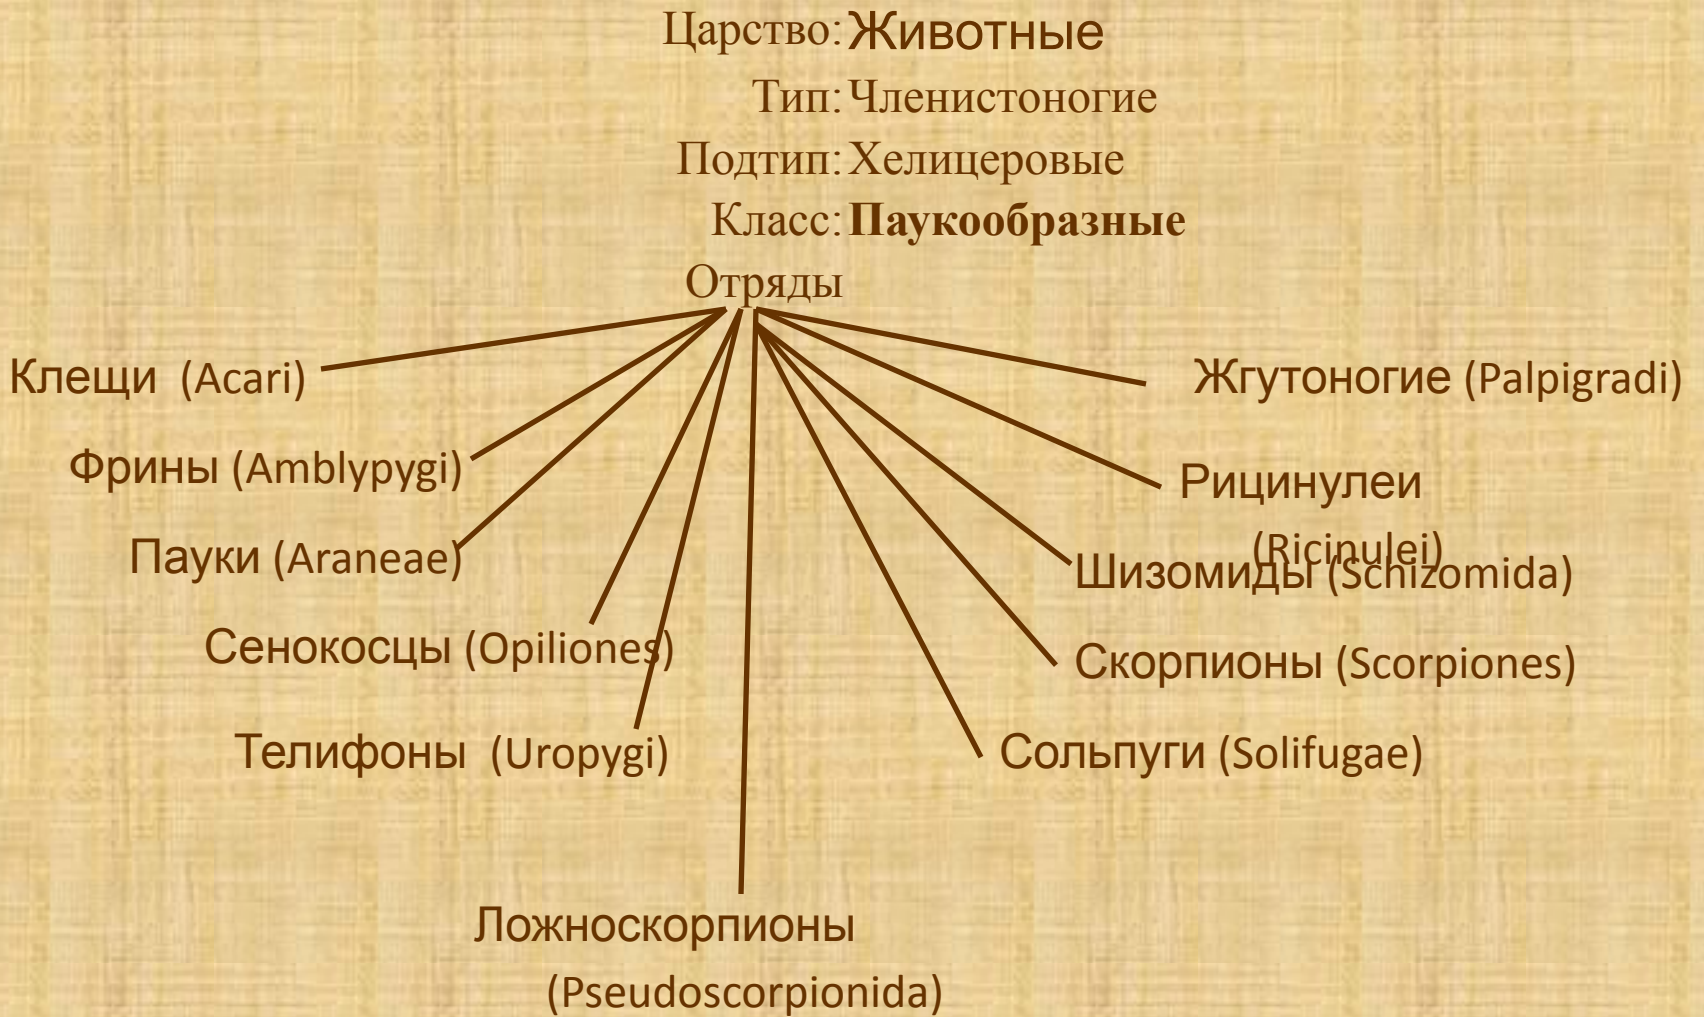 Царство: Животные
Тип: Членистоногие
Подтип: Хелицеровые
Класс: Паукообразные
Отряды
Клещи (Acari)
Фрины (Amblypygi)
Пауки (Araneae)
Сенокосцы (Opiliones)
Телифоны (Uropygi)
Ложноскорпионы
(Pseudoscorpionida)
Жгутоногие (Palpigradi)
Рицинулеи
(Ricinulei)
Шизомиды (Schizomida)
Скорпионы (Scorpiones)
Сольпуги (Solifugae)